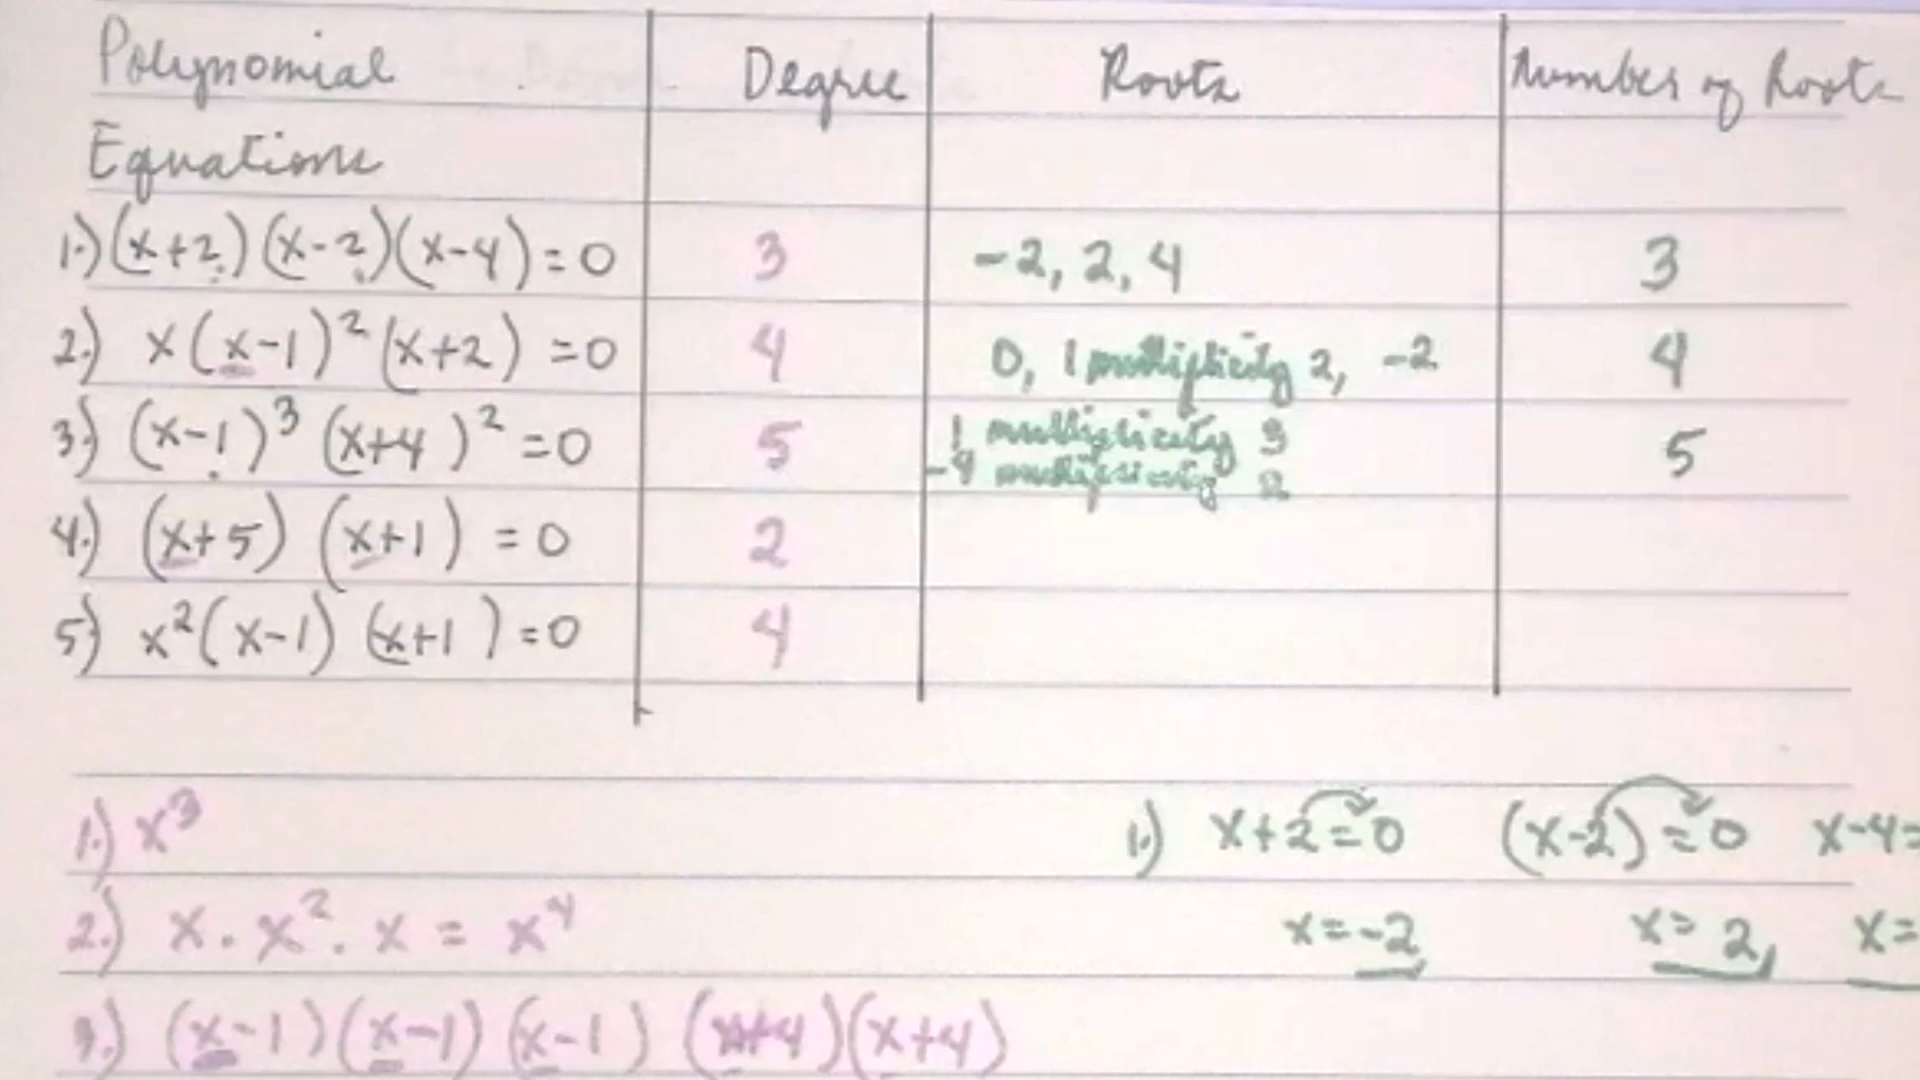 Polynomial Degree Roots Number of Roots
Equations
1.) (x+2)(x-2)(x-4)=0 3 -2, 2, 4 3
2.) x(x-1)²(x+2)=0 4 0, 1 multiplicity 2, -2 4
3.) (x-1)³(x+4)²=0 5 1 multiplicity 3 5
-4 multiplicity 2
4.) (x+5)(x+1)=0 2
5.) x²(x-1)(x+1)=0 4
1.) x³ 1.) x+2=0 (x-2)=0 x-4=
2.) x·x²·x=x⁴ x=-2 x=2, x=
3.) (x-1)(x-1)(x-1)(x+4)(x+4)